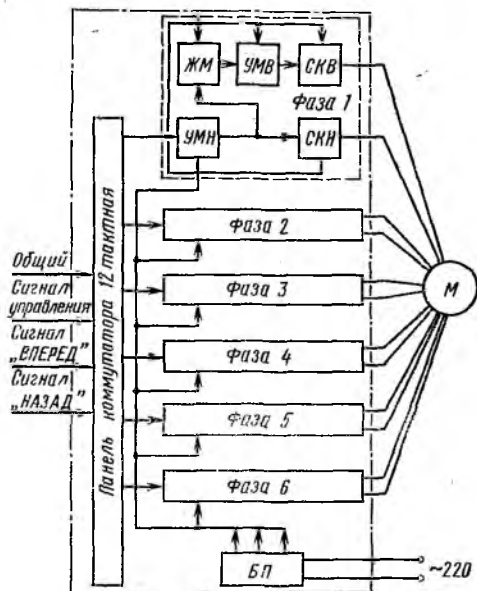 ЖМ
УМВ
СКВ
Фаза 1
УМН
СКН
Фаза 2
Фаза 3
Фаза 4
Фаза 5
Фаза 6
Панель коммутатора 12 тактная
Общий
Сигнал
управления
Сигнал
„ВПЕРЕД"
Сигнал
„НАЗАД"
М
БП
~220